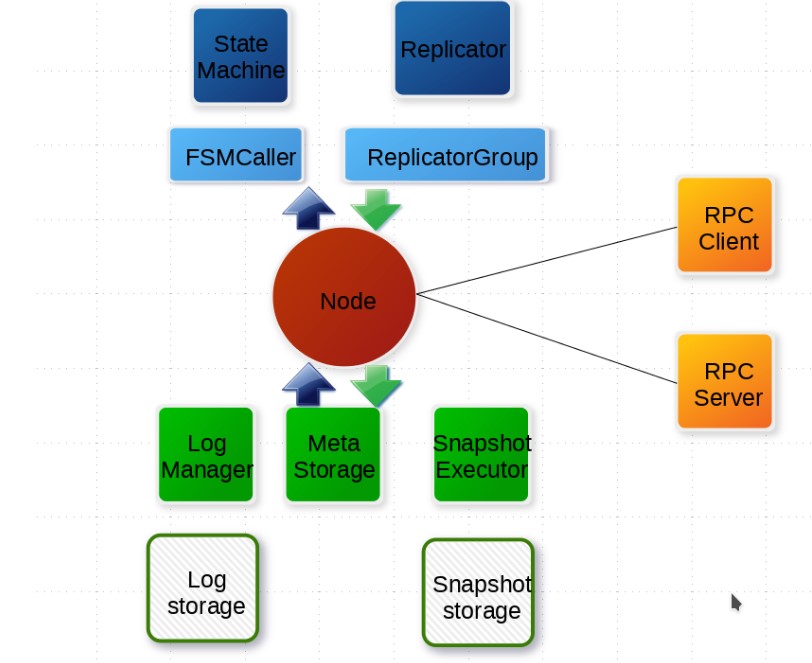 State
Machine
Replicator
FSMCaller
ReplicatorGroup
RPC
Client
Node
RPC
Server
Log
Manager
Meta
Storage
Snapshot
Executor
Log
storage
Snapshot
storage